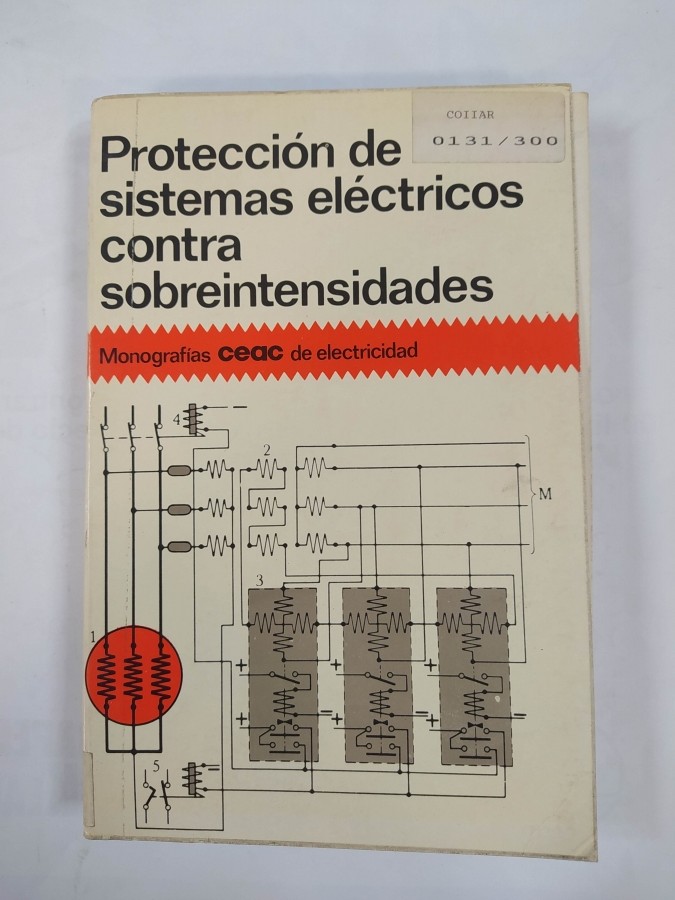 COIIAR
0131/300
Protección de
sistemas eléctricos
contra
sobreintensidades
Monografías ceac de electricidad
4
2
M
3
1
5